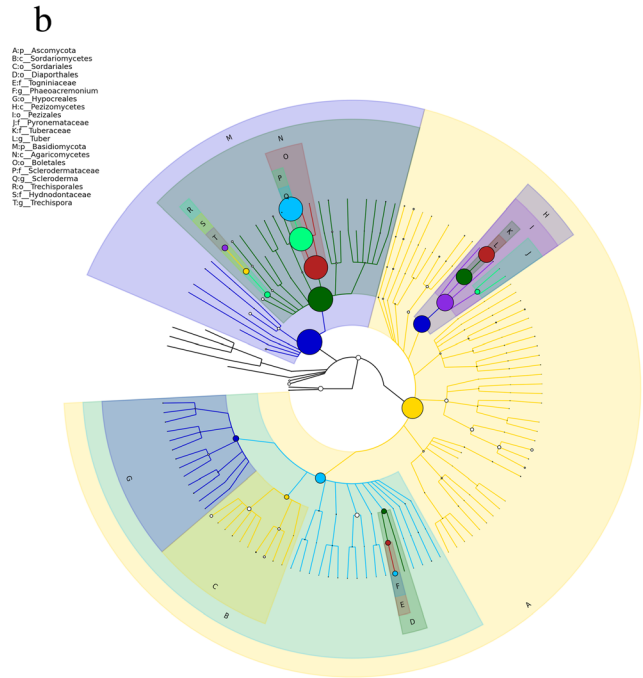 b
A:p__Ascomycota
B:c__Sordariomycetes
C:o__Sordariales
D:o__Diaporthales
E:f__Togniniaceae
F:g__Phaeoacremonium
G:o__Hypocreales
H:c__Pezizomycetes
I:o__Pezizales
J:f__Pyronemataceae
K:f__Tuberaceae
L:g__Tuber
M:p__Basidiomycota
N:c__Agaricomycetes
O:o__Boletales
P:f__Sclerodermataceae
Q:g__Scleroderma
R:o__Trechisporales
S:f__Hydnodontaceae
T:g__Trechispora
M
N
O
P
Q
R
S
T
H
I
J
K
L
G
C
B
F
E
D
A